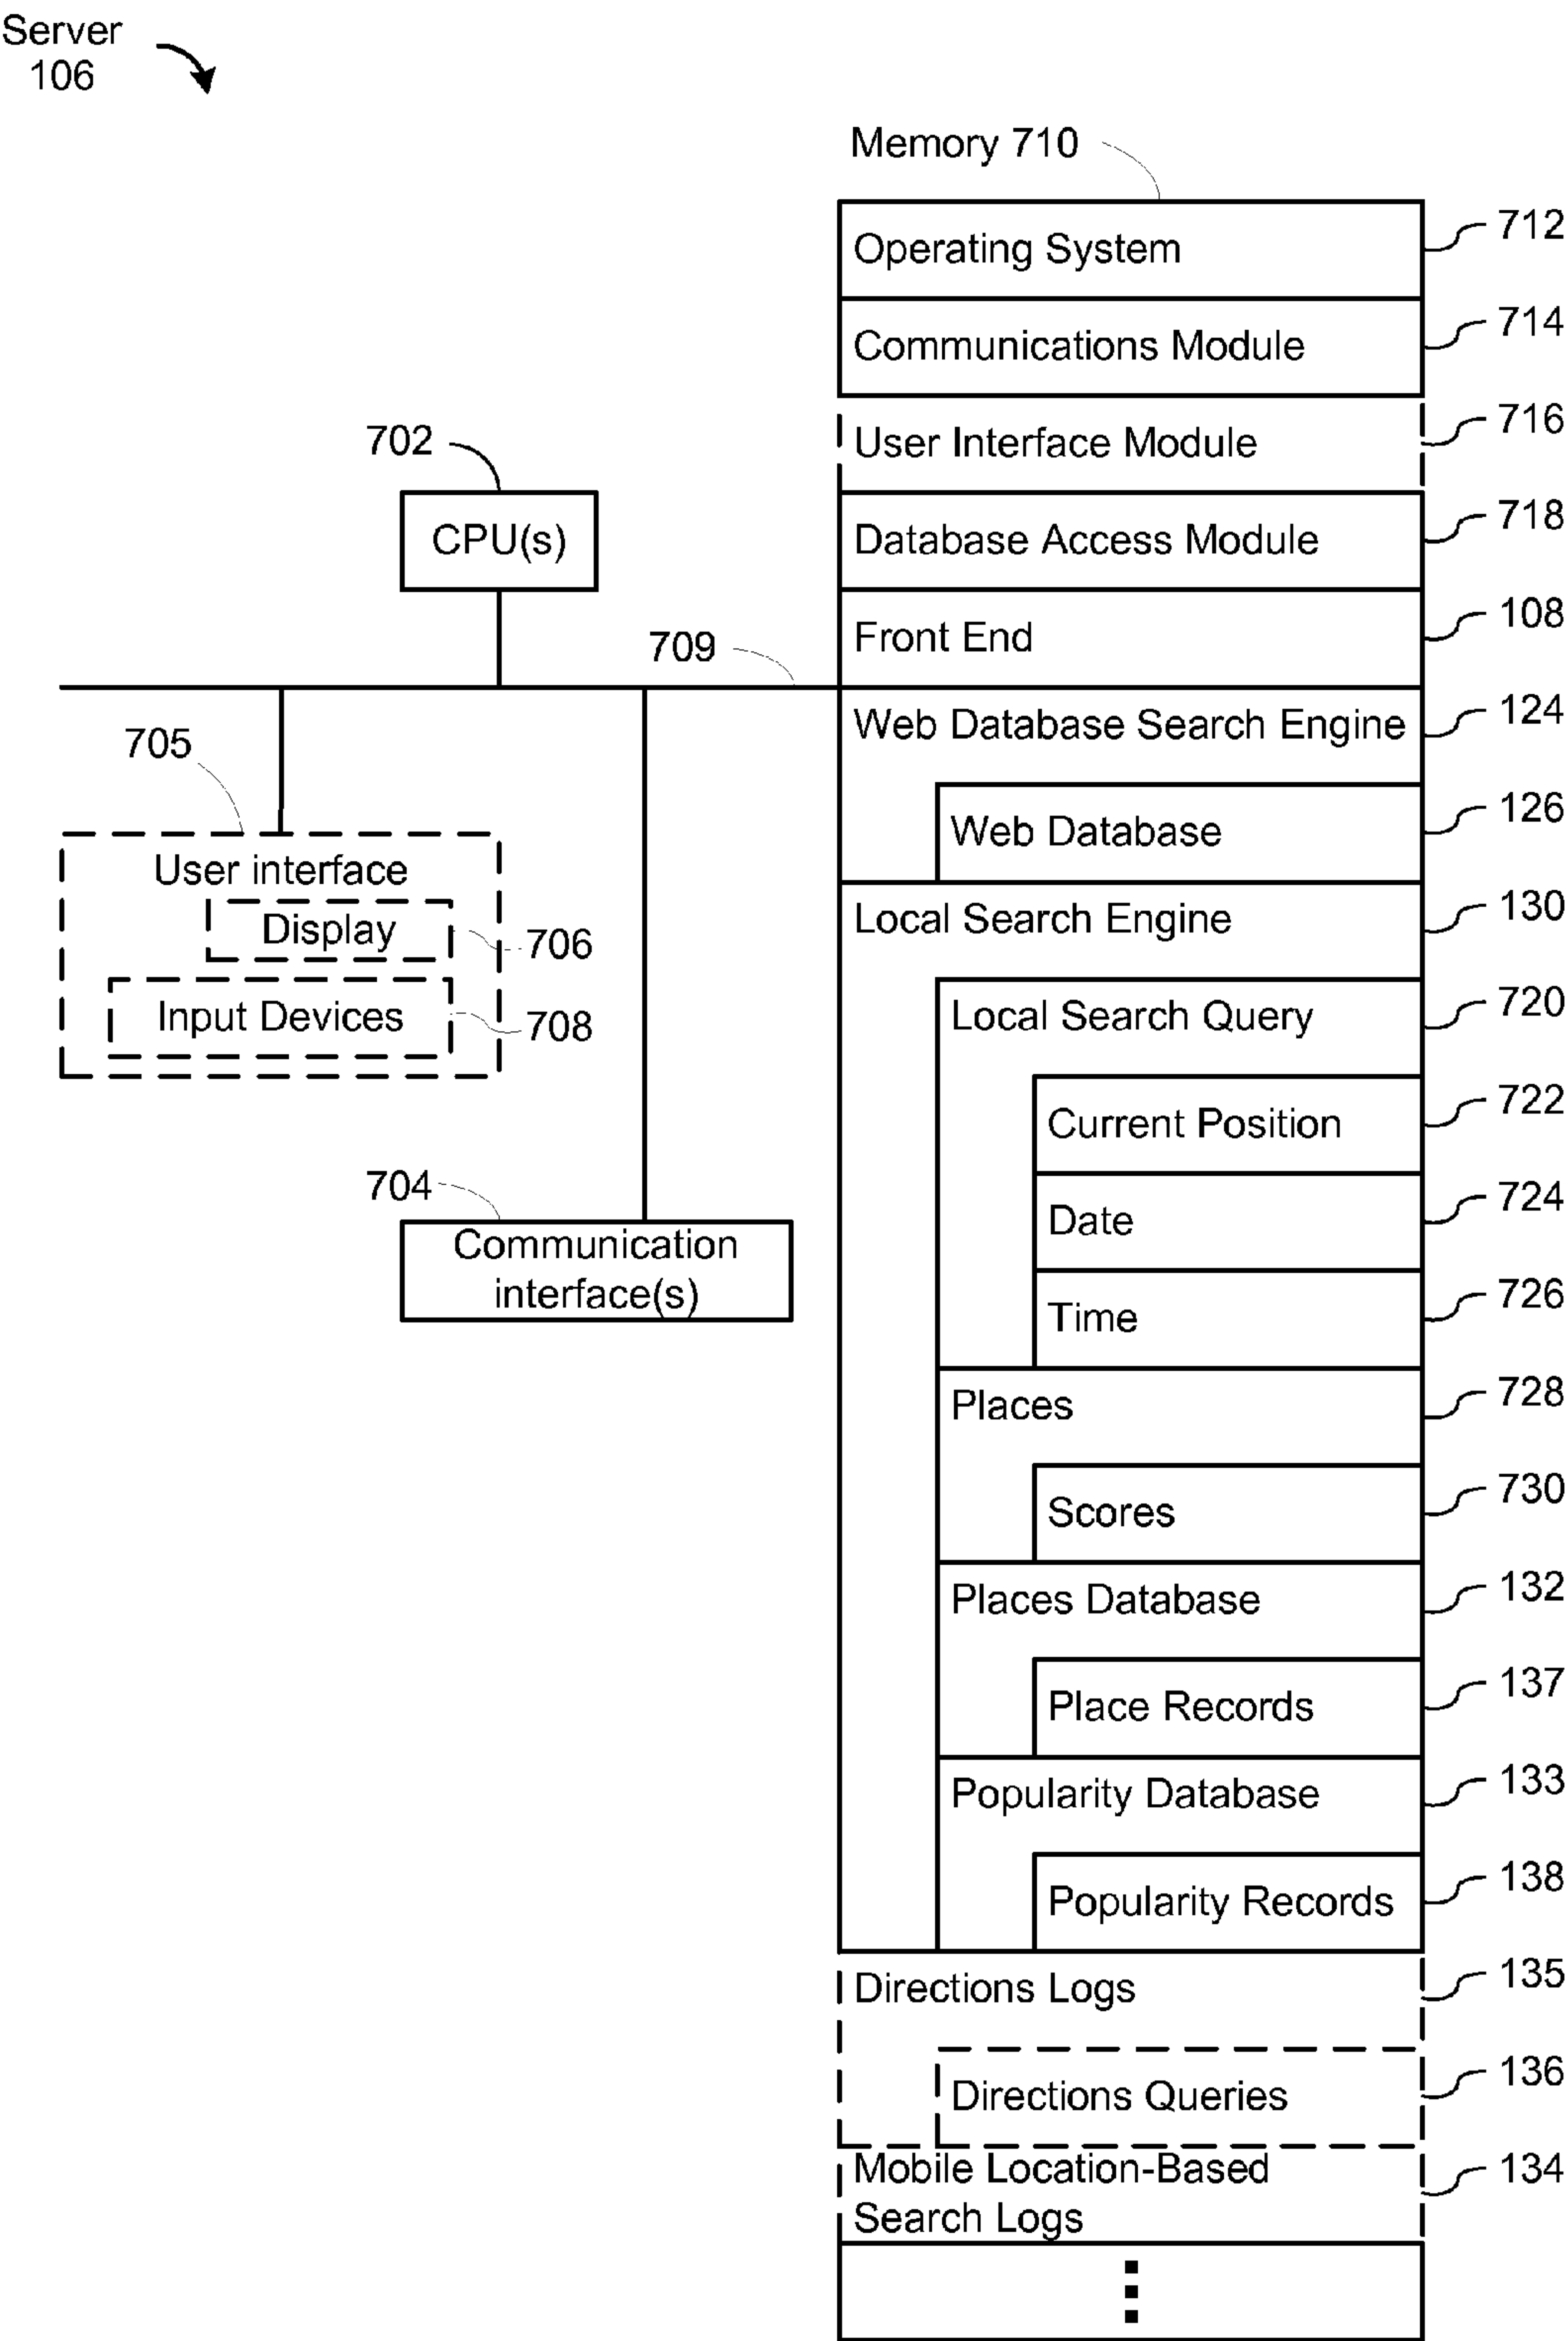 Server
106
Memory 710
Operating System
712
Communications Module
714
User Interface Module
716
702
CPU(s)
Database Access Module
718
709
Front End
108
705
Web Database Search Engine
124
Web Database
126
User interface
Display
706
Input Devices
708
Local Search Engine
130
Local Search Query
720
Current Position
722
704
Communication
interface(s)
Date
724
Time
726
Places
728
Scores
730
Places Database
132
Place Records
137
Popularity Database
133
Popularity Records
138
Directions Logs
135
Directions Queries
136
Mobile Location-Based
Search Logs
134